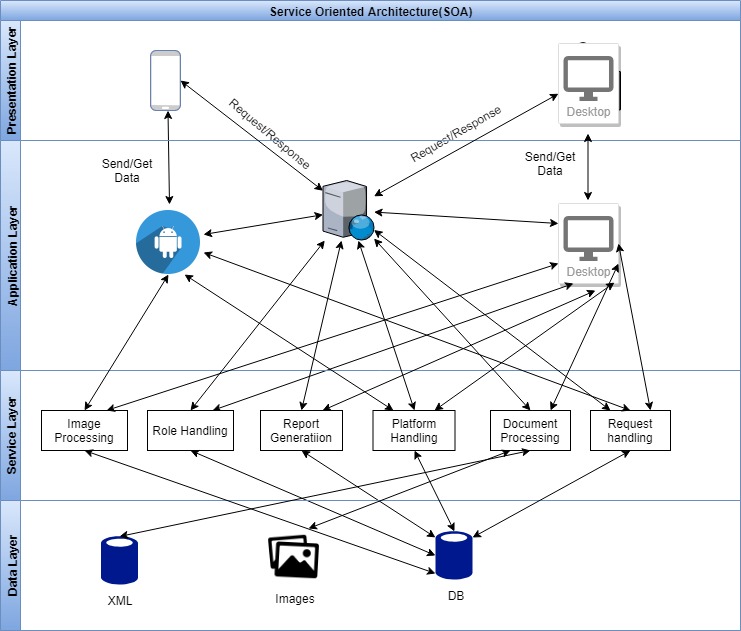 Service Oriented Architecture(SOA)
Presentation Layer
Request/Response
Request/Response
Desktop
Send/Get
Data
Send/Get
Data
Application Layer
Desktop
Service Layer
Image
Processing
Role Handling
Report
Generatiion
Platform
Handling
Document
Processing
Request
handling
Data Layer
XML
Images
DB